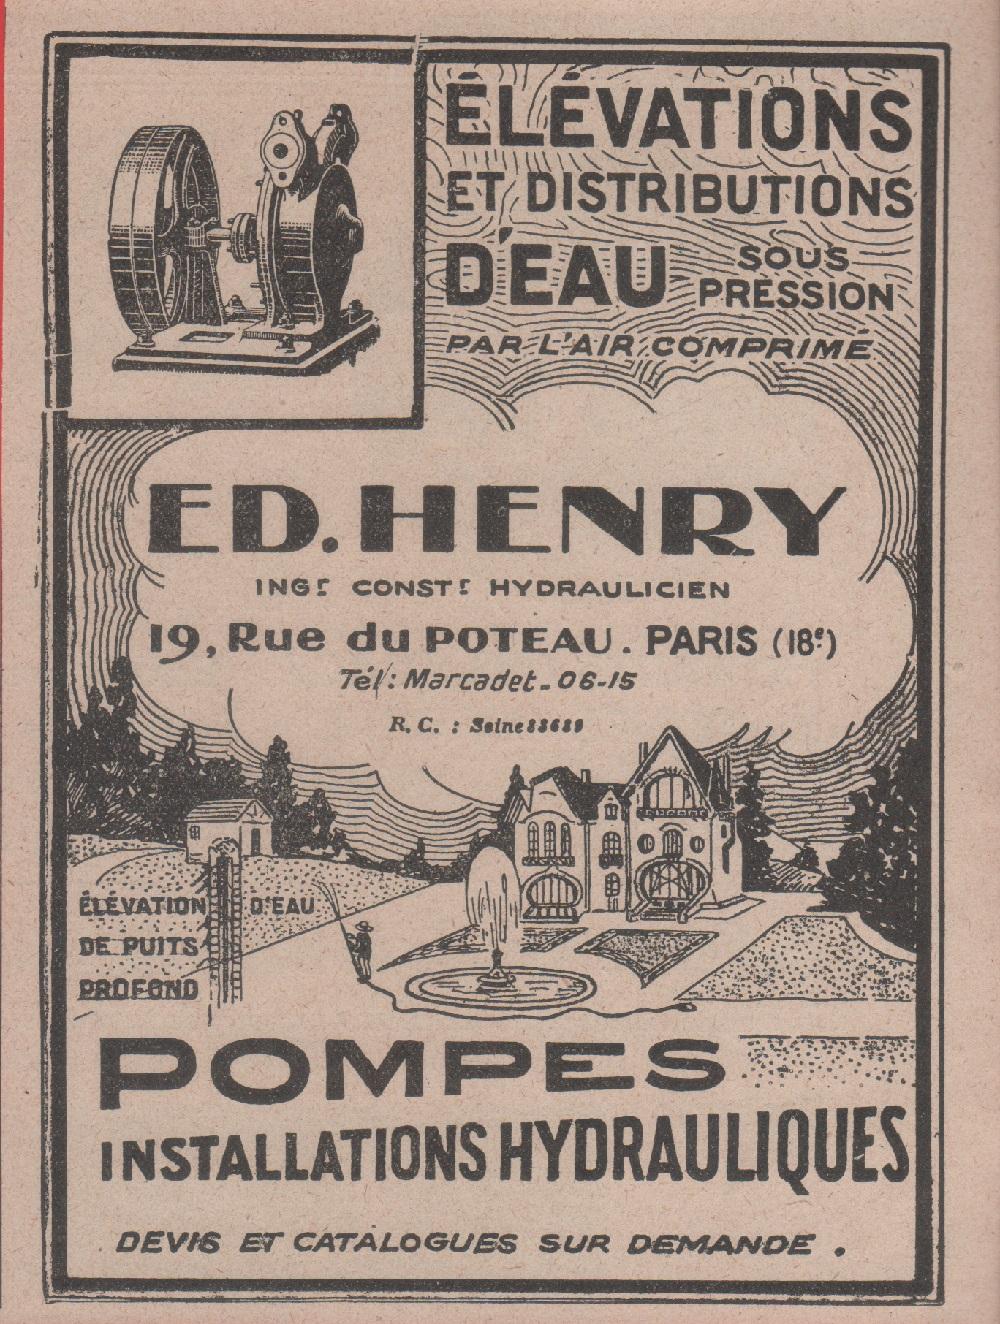 ÉLÉVATIONS
ET DISTRIBUTIONS
D'EAU SOUS
PRESSION
PAR L'AIR COMPRIMÉ
ED. HENRY
INGR CONSTR HYDRAULICIEN
19, Rue du POTEAU. PARIS (18e)
Tél: Marcadet-06-15
R. C. : Seine
ÉLÉVATION D'EAU
DE PUITS
PROFOND
POMPES
INSTALLATIONS HYDRAULIQUES
DEVIS ET CATALOGUES SUR DEMANDE.